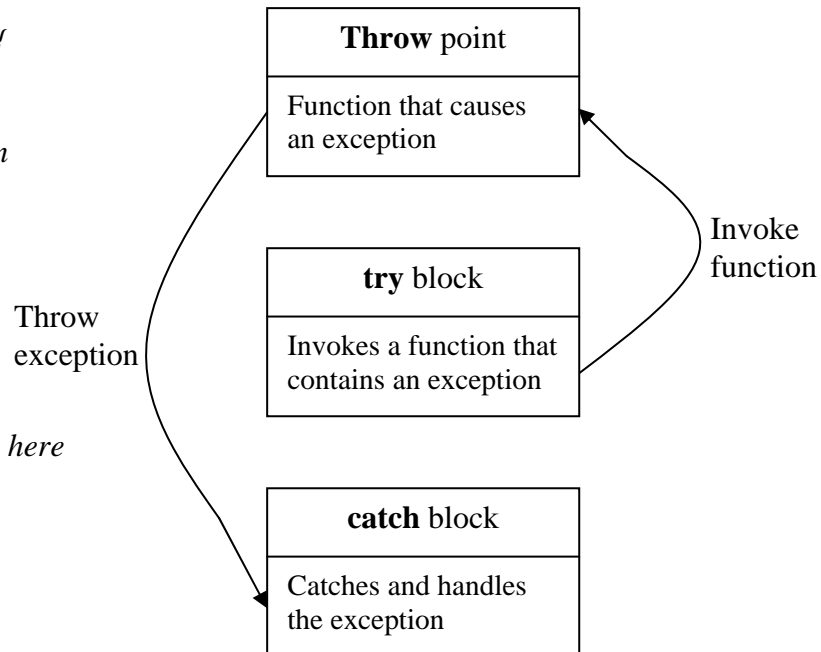 Throw point
Function that causes
an exception
Invoke
function
try block
Invokes a function that
contains an exception
Throw
exception
here
catch block
Catches and handles
the exception